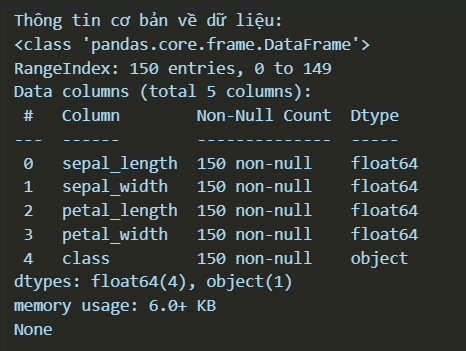 Thông tin cơ bản về dữ liệu:
<class 'pandas.core.frame.DataFrame'>
RangeIndex: 150 entries, 0 to 149
Data columns (total 5 columns):
 #   Column        Non-Null Count  Dtype
---  ------        --------------  -----
 0   sepal_length  150 non-null    float64
 1   sepal_width   150 non-null    float64
 2   petal_length  150 non-null    float64
 3   petal_width   150 non-null    float64
 4   class         150 non-null    object
dtypes: float64(4), object(1)
memory usage: 6.0+ KB
None